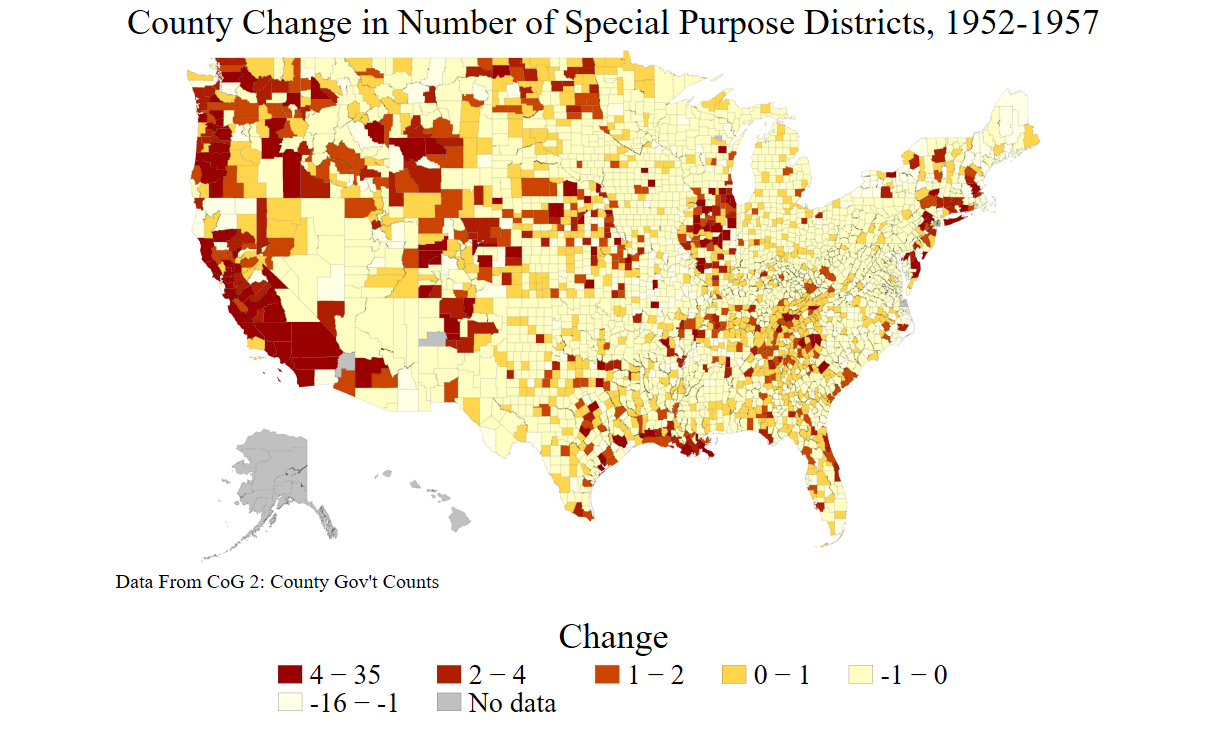 County Change in Number of Special Purpose Districts, 1952-1957
Data From CoG 2: County Gov't Counts
Change
4 − 35 2 − 4 1 − 2 0 − 1 -1 − 0
-16 − -1 No data